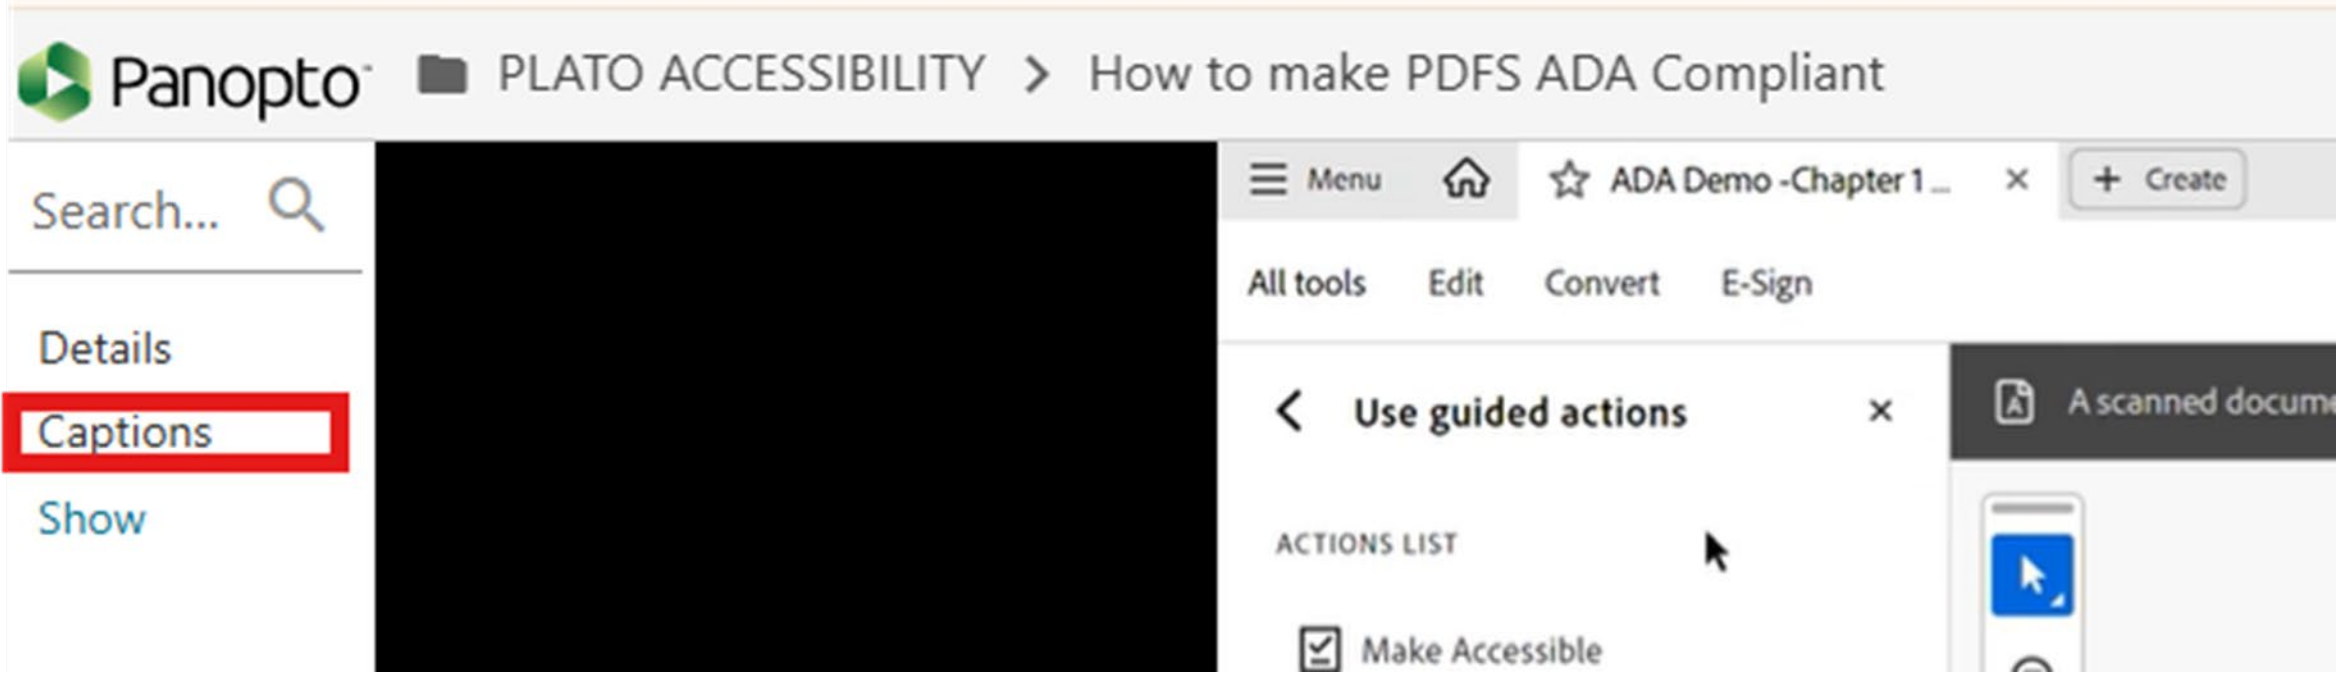 Panopto PLATO ACCESSIBILITY > How to make PDFS ADA Compliant
Search...
Details
Captions
Show
Menu ADA Demo -Chapter 1 ... × + Create
All tools Edit Convert E-Sign
Use guided actions ×
A scanned docume
ACTIONS LIST
Make Accessible